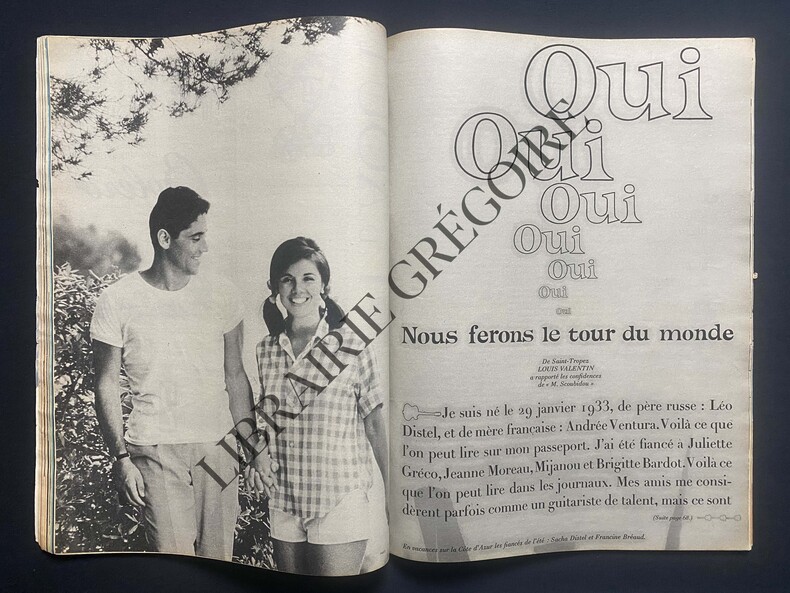 Oui
Oui
Oui
Oui
Oui
Oui
Oui
Nous ferons le tour du monde
De Saint-Tropez
LOUIS VALENTIN
a rapporté les confidences
de « M. Scoubidou »
Je suis né le 29 janvier 1933, de père russe : Léo
Distel, et de mère française : Andrée Ventura. Voilà ce que
l'on peut lire sur mon passeport. J'ai été fiancé à Juliette
Gréco, Jeanne Moreau, Mijanou et Brigitte Bardot. Voilà ce
que l'on peut lire dans les journaux. Mes amis me consi-
dèrent parfois comme un guitariste de talent, mais ce sont
(Suite page 68.)
En vacances sur la Côte d'Azur les fiancés de l'été : Sacha Distel et Francine Bréaud.
LIBRAIRIE GRÉGOIRE